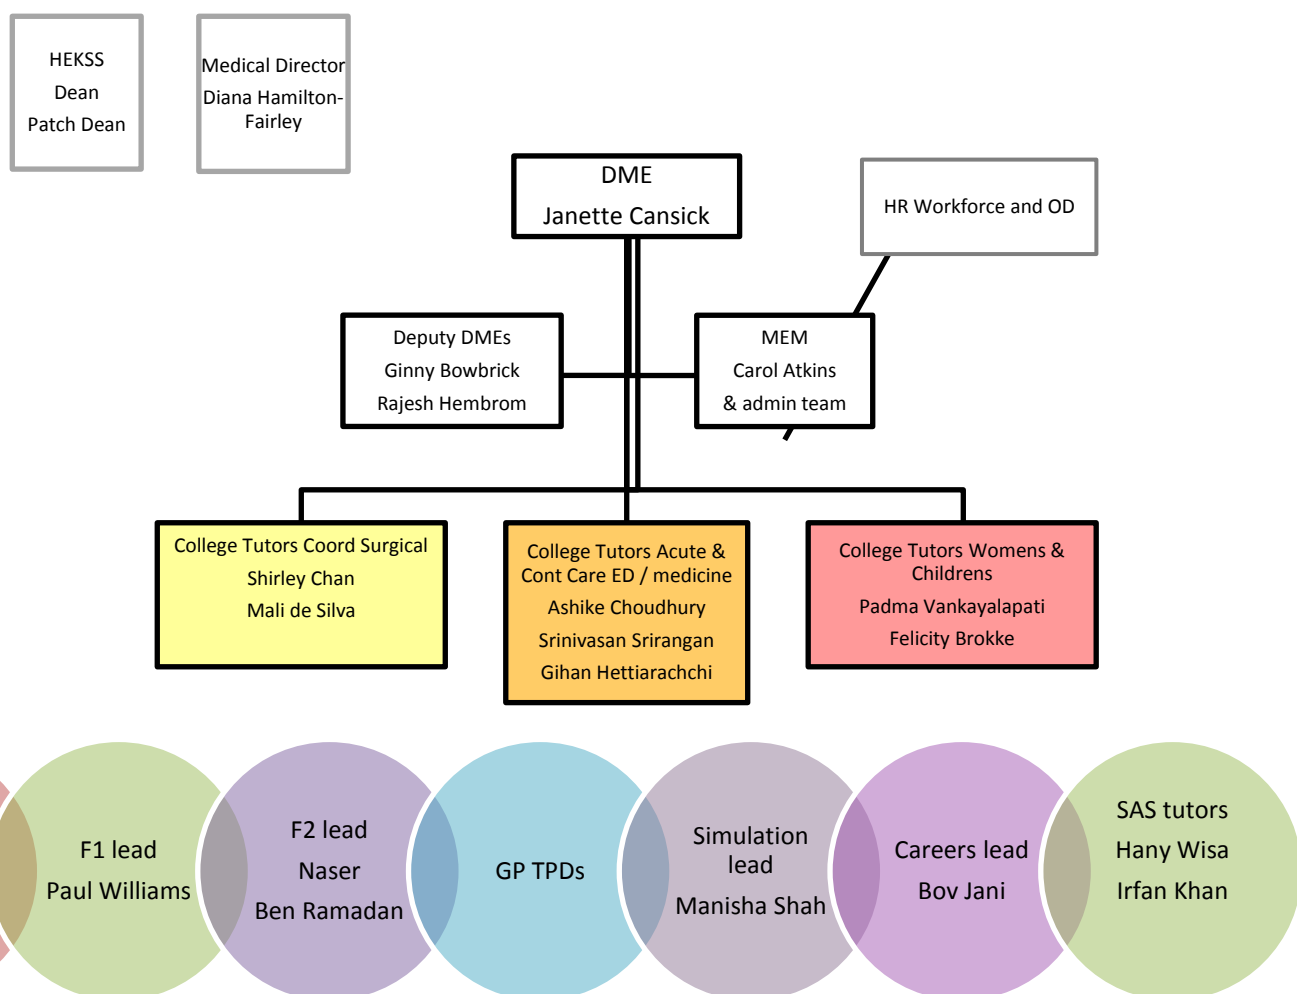 HEKSS
Dean
Patch Dean
Medical Director
Diana Hamilton-
Fairley
DME
Janette Cansick
HR Workforce and OD
Deputy DMEs
Ginny Bowbrick
Rajesh Hembrom
MEM
Carol Atkins
& admin team
College Tutors Coord Surgical
Shirley Chan
Mali de Silva
College Tutors Acute &
Cont Care ED / medicine
Ashike Choudhury
Srinivasan Srirangan
Gihan Hettiarachchi
College Tutors Womens &
Childrens
Padma Vankayalapati
Felicity Brokke
F1 lead
Paul Williams
F2 lead
Naser
Ben Ramadan
GP TPDs
Simulation
lead
Manisha Shah
Careers lead
Bov Jani
SAS tutors
Hany Wisa
Irfan Khan